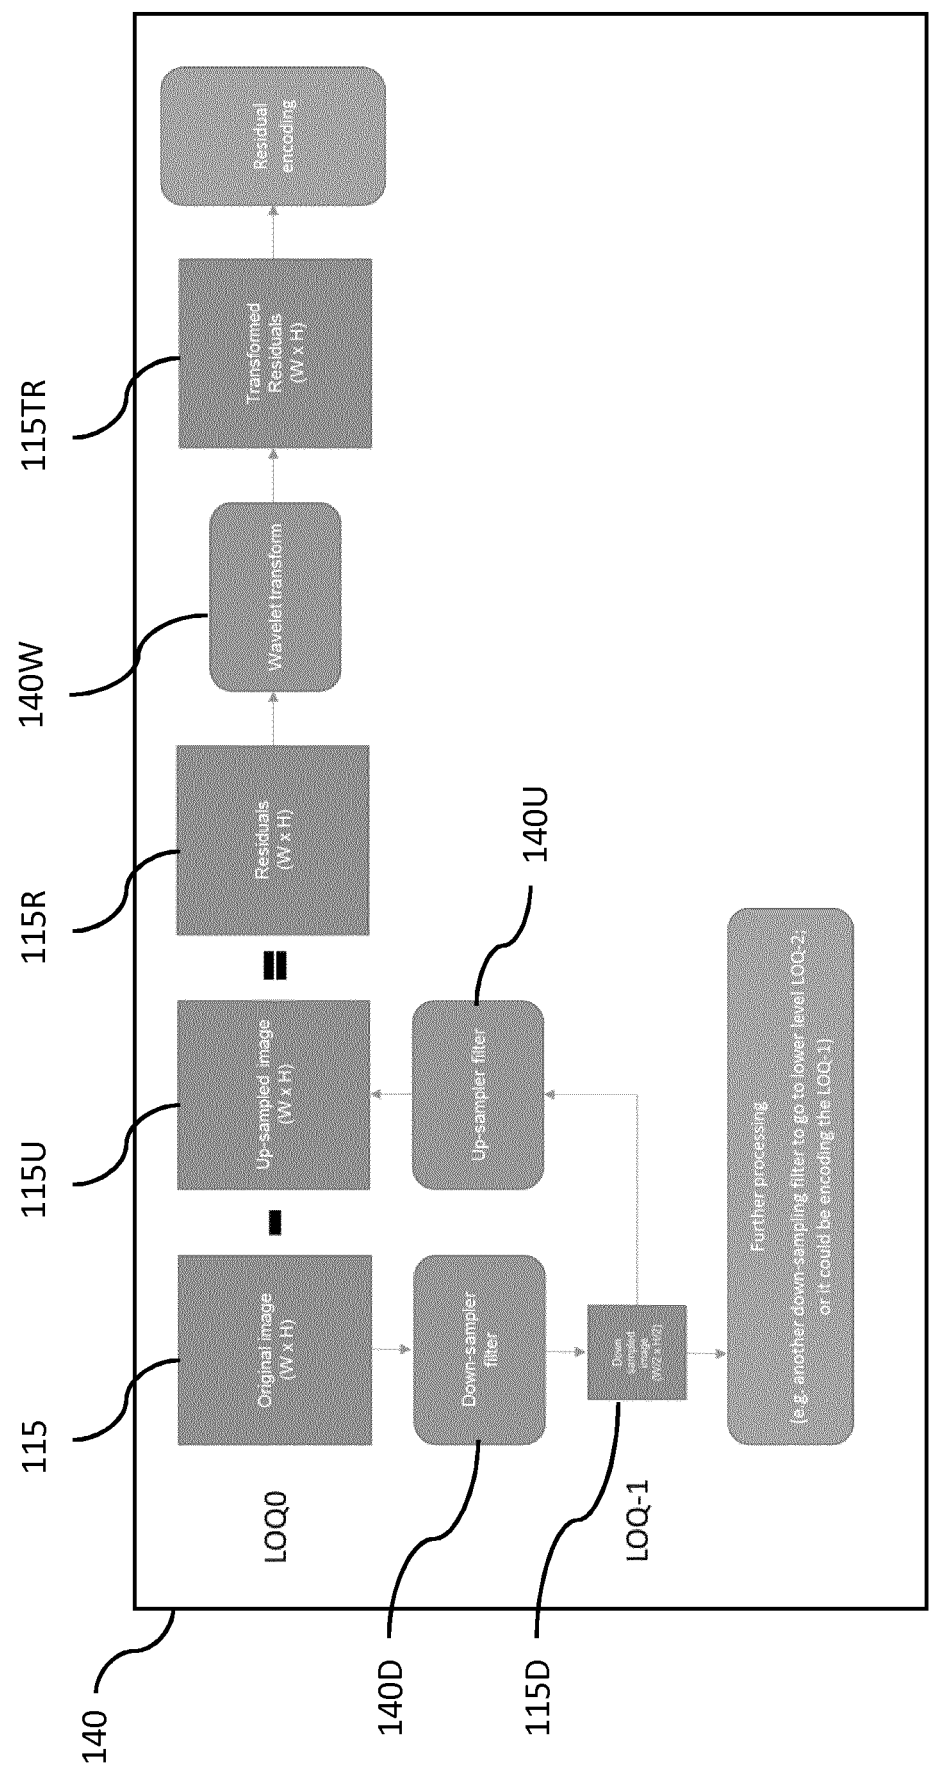 140
115
115U
115R
140W
115TR
LOQ0
Original image
(W x H)
Up-sampled image
(W x H)
Residuals
(W x H)
Wavelet transform
Transformed
Residuals
(W x H)
Residual
encoding
140D
Down-sampler
filter
Up-sampler filter
140U
115D
LOQ-1
Down
sampled
image
(W/2 x H/2)
Further processing
(e.g. another down-sampling filter to go to lower level LOQ-2;
or it could be encoding the LOQ-1)